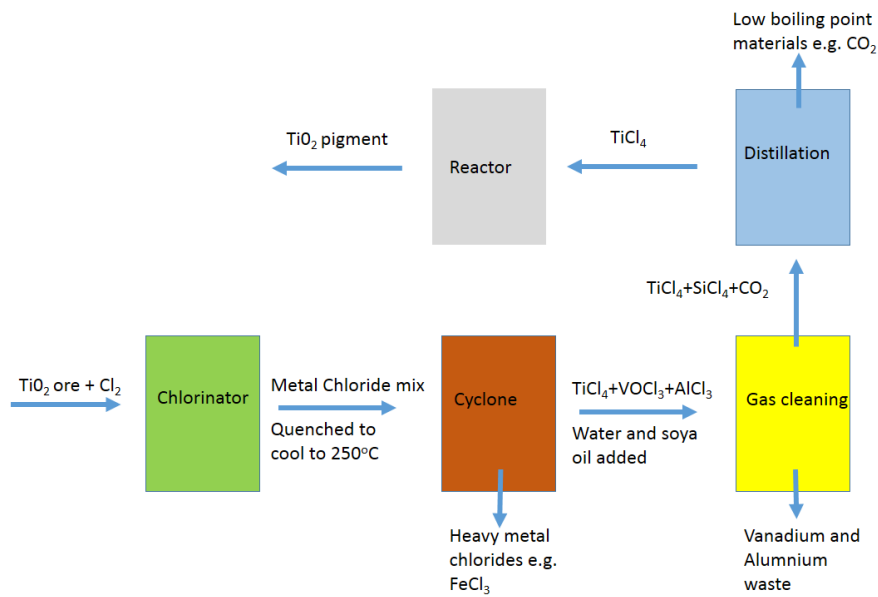 Low boiling point
materials e.g. CO₂
Ti0₂ pigment
Reactor
TiCl₄
Distillation
TiCl₄+SiCl₄+CO₂
Ti0₂ ore + Cl₂
Chlorinator
Metal Chloride mix
Quenched to
cool to 250°C
Cyclone
TiCl₄+VOCl₃+AlCl₃
Water and soya
oil added
Gas cleaning
Heavy metal
chlorides e.g.
FeCl₃
Vanadium and
Alumnium
waste